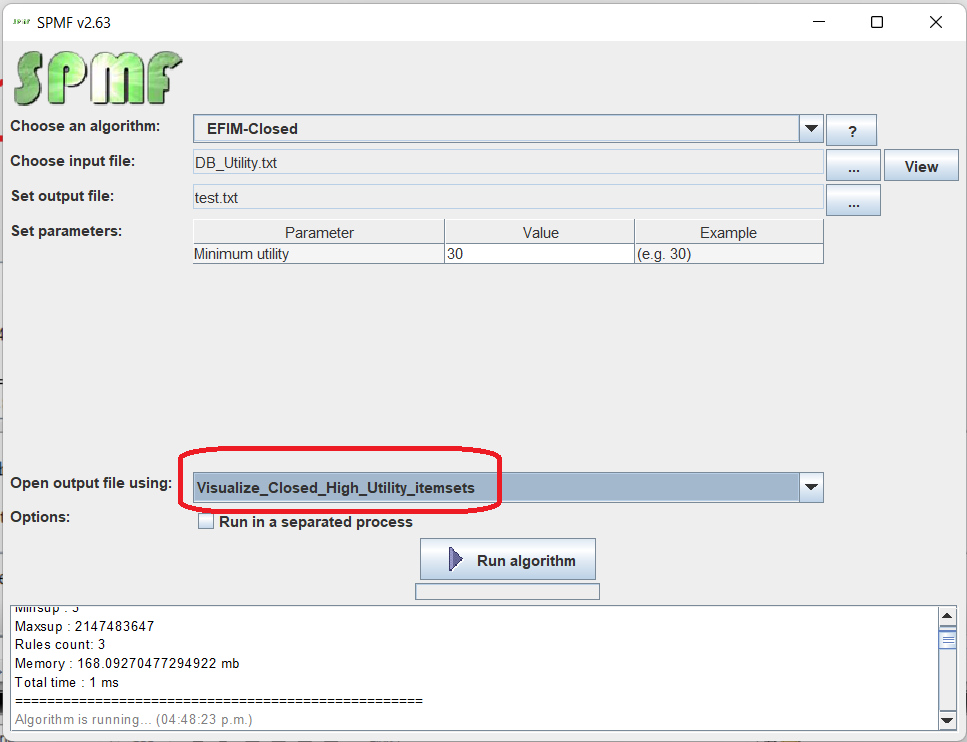 SPMF v2.63
SPMF
Choose an algorithm: EFIM-Closed ?
Choose input file: DB_Utility.txt ... View
Set output file: test.txt ...
Set parameters: Parameter Value Example
Minimum utility 30 (e.g. 30)
Open output file using: Visualize_Closed_High_Utility_itemsets
Options: Run in a separated process
Run algorithm
Minsup : 3
Maxsup : 2147483647
Rules count: 3
Memory : 168.09270477294922 mb
Total time : 1 ms
====================================================
Algorithm is running... (04:48:23 p.m.)